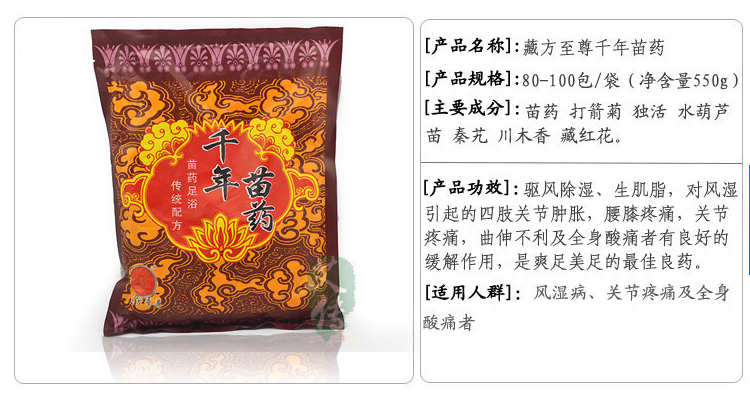 千年
苗药
苗药足浴
传统配方
[产品名称]:藏方至尊千年苗药
[产品规格]:80-100包/袋（净含量550g）
[主要成分]:苗药 打箭菊 独活 水葫芦
苗 秦艽 川木香 藏红花。
[产品功效]:驱风除湿、生肌脂，对风湿
引起的四肢关节肿胀，腰膝疼痛，关节
疼痛，曲伸不利及全身酸痛者有良好的
缓解作用，是爽足美足的最佳良药。
[适用人群]：风湿病、关节疼痛及全身
酸痛者